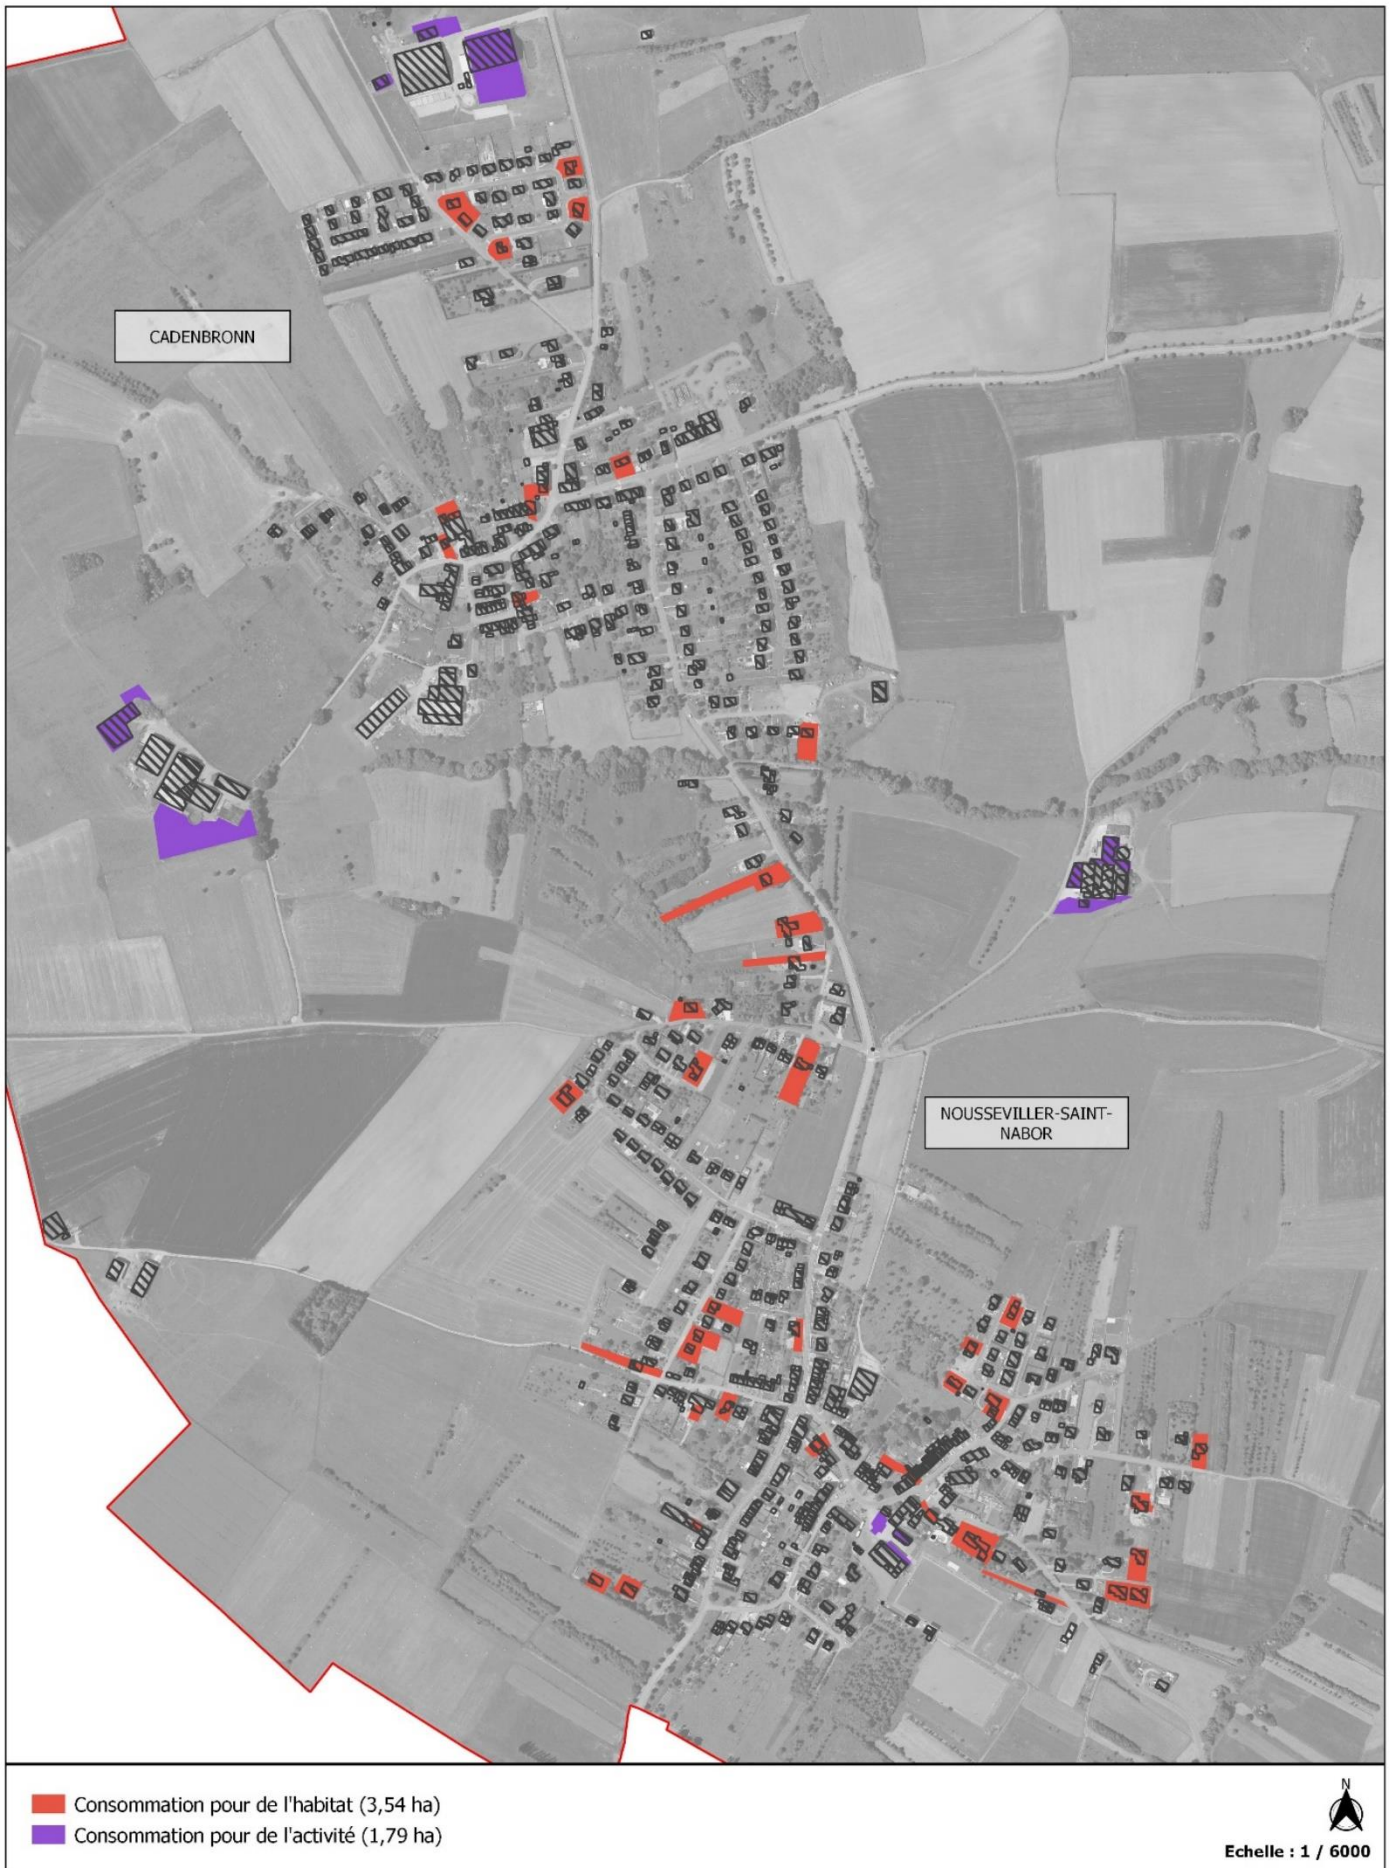 CADENBRONN
NOUSSEVILLER-SAINT-
NABOR
Consommation pour de l'habitat (3,54 ha)
Consommation pour de l'activité (1,79 ha)
N
Echelle : 1 / 6000